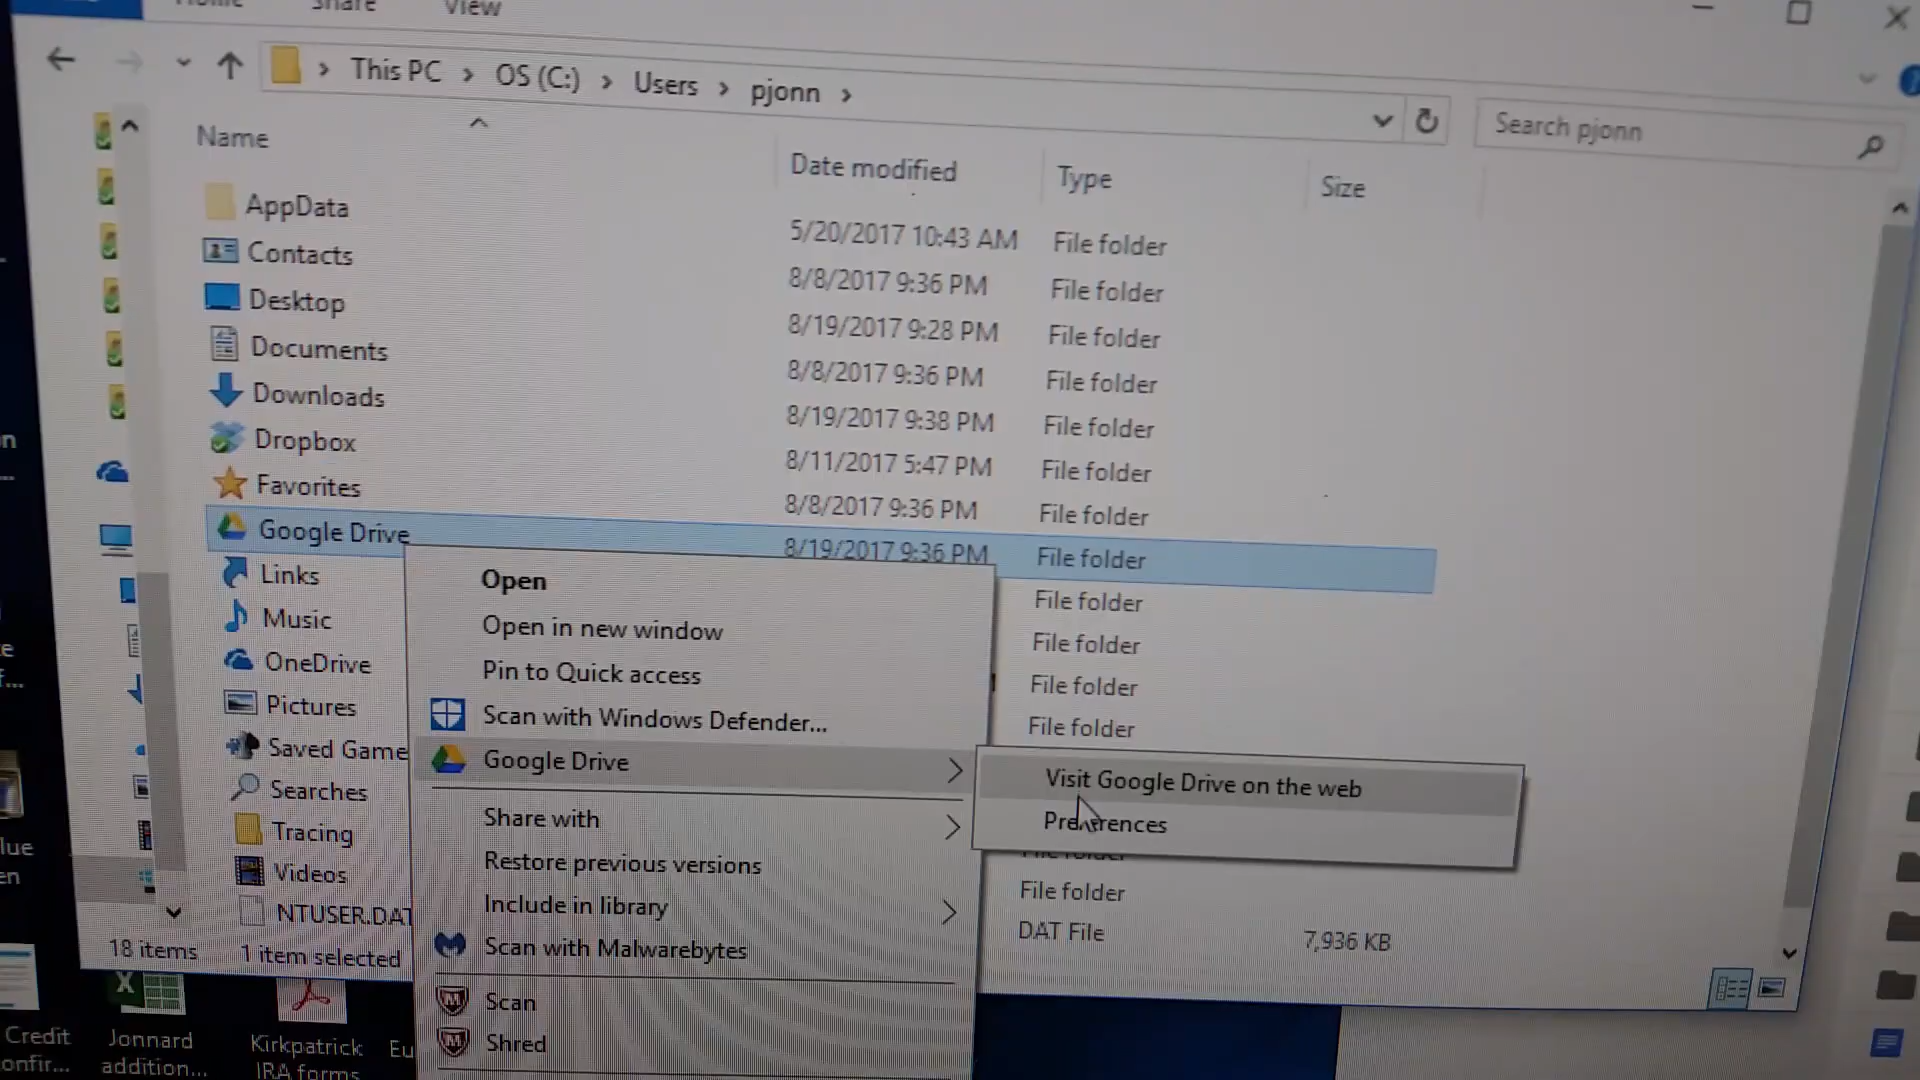 Home Share View
This PC > OS (C:) > Users > pjonn >
Search pjonn
Name Date modified Type Size
AppData 5/20/2017 10:43 AM File folder
Contacts 8/8/2017 9:36 PM File folder
Desktop 8/19/2017 9:28 PM File folder
Documents 8/8/2017 9:36 PM File folder
Downloads 8/19/2017 9:38 PM File folder
Dropbox 8/11/2017 5:47 PM File folder
Favorites 8/8/2017 9:36 PM File folder
Google Drive 8/19/2017 9:36 PM File folder
Links File folder
Music File folder
OneDrive File folder
Pictures File folder
Saved Game
Searches
Tracing File folder
Videos File folder
NTUSER.DAT DAT File 7,936 KB
18 items 1 item selected
Open
Open in new window
Pin to Quick access
Scan with Windows Defender...
Google Drive
Share with
Restore previous versions
Include in library
Scan with Malwarebytes
Scan
Shred
Visit Google Drive on the web
Preferences
Credit
onfir...
Jonnard
addition...
Kirkpatrick
IRA forms
Eu
lue
en